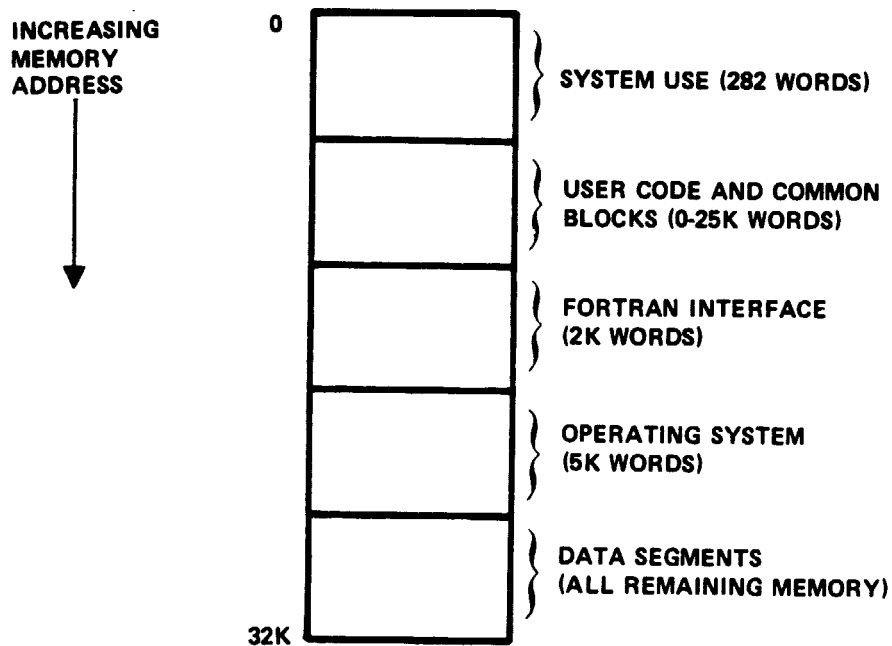 INCREASING
MEMORY
ADDRESS
0
SYSTEM USE (282 WORDS)
USER CODE AND COMMON
BLOCKS (0-25K WORDS)
FORTRAN INTERFACE
(2K WORDS)
OPERATING SYSTEM
(5K WORDS)
DATA SEGMENTS
(ALL REMAINING MEMORY)
32K